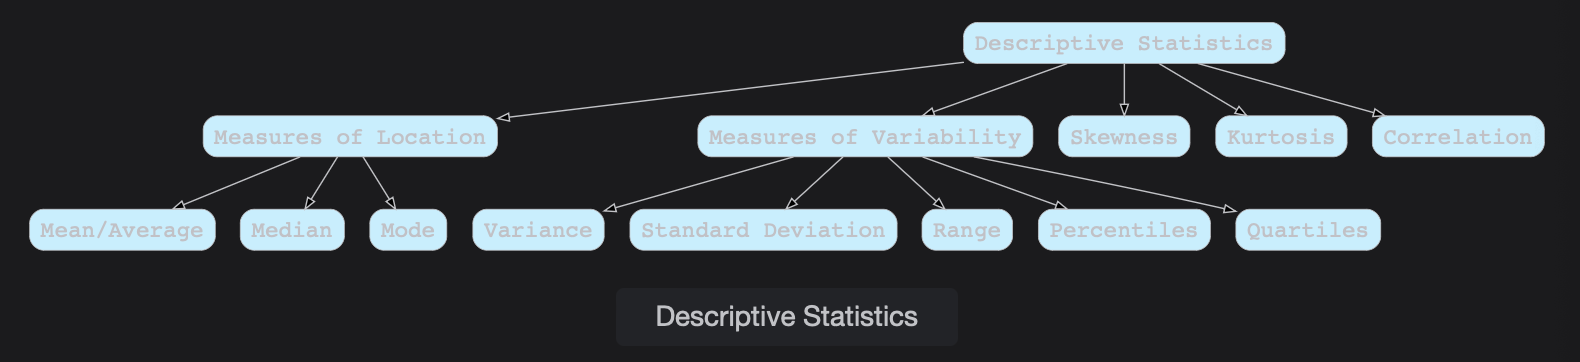 Descriptive Statistics
Measures of Location
Measures of Variability
Skewness
Kurtosis
Correlation
Mean/Average
Median
Mode
Variance
Standard Deviation
Range
Percentiles
Quartiles
Descriptive Statistics